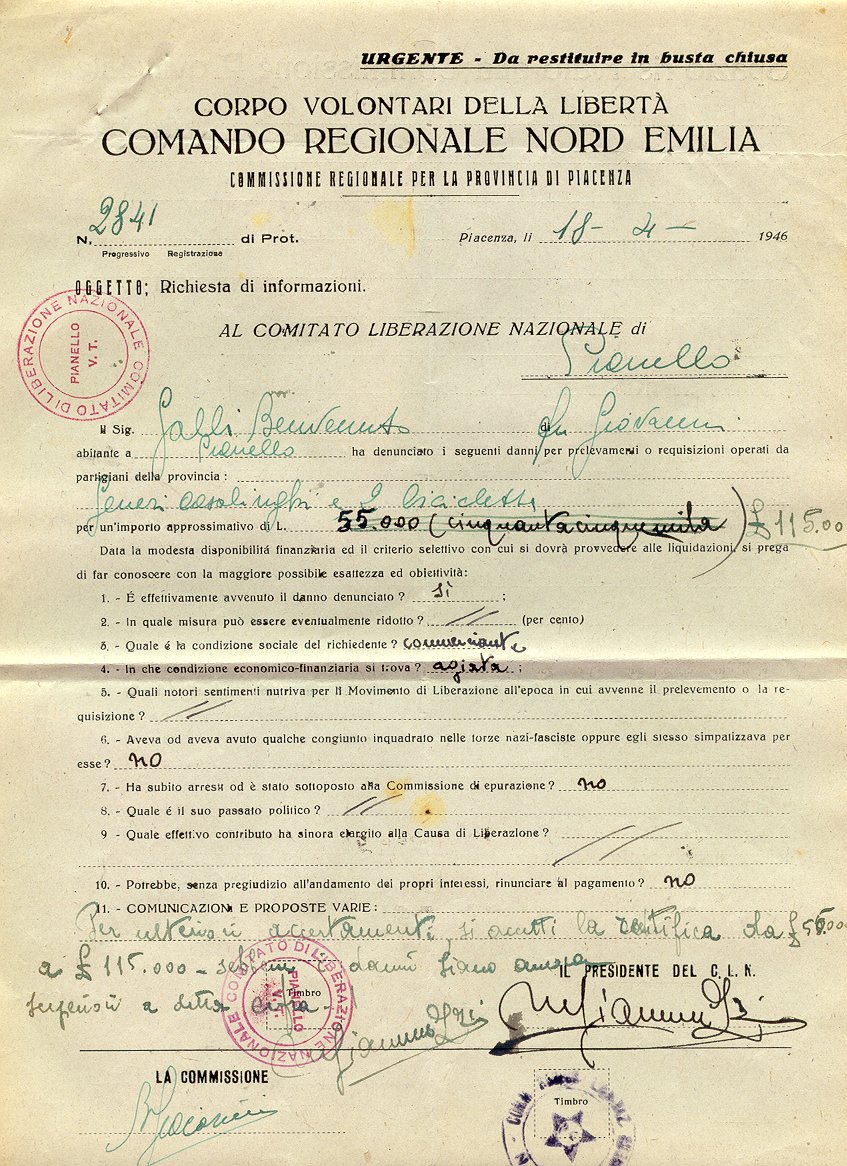 URGENTE - Da restituire in busta chiusa
CORPO VOLONTARI DELLA LIBERTÀ
COMANDO REGIONALE NORD EMILIA
COMMISSIONE REGIONALE PER LA PROVINCIA DI PIACENZA
N. 2841 di Prot. Piacenza, li 18- 4- 1946
Progressivo Registrazione
OGGETTO; Richiesta di informazioni.
COMITATO DI LIBERAZIONE NAZIONALE
PIANELLO
V. T.
AL COMITATO LIBERAZIONE NAZIONALE di
Pianello
Il Sig. Galli Benvenuto di fu Giovanni
abitante a Pianello ha denunciato i seguenti danni per prelevamenti o requisizioni operati da
partigiani della provincia :
Generi casalinghi e 2 biciclette
per un'importo approssimativo di L. 55.000 (cinquantacinquemila) £ 115.00
Data la modesta disponibilitá finanziaria ed il criterio selettivo con cui si dovrà provvedere alle liquidazioni, si prega
di far conoscere con la maggiore possibile esattezza ed obiettività:
1. - É effettivamente avvenuto il danno denunciato ? sì ;
2. - In quale misura può essere eventualmente ridotto ? // (per cento)
3. - Quale é la condizione sociale del richiedente ? commerciante
4. - In che condizione economico-finanziaria si trova ? agiata ;
5. - Quali notori sentimenti nutriva per Il Movimento di Liberazione all'epoca in cui avvenne il prelevemento o la re-
quisizione ? //
6. - Aveva od aveva avuto qualche congiunto inquadrato nelle forze nazi-fasciste oppure egli stesso simpatizzava per
esse ? no
7. - Ha subito arresti od è stato sottoposto alla Commissione di epurazione ? no
8. - Quale é il suo passato politico ? //
9 - Quale effettivo contributo ha sinora elargito alla Causa di Liberazione ? //
10. - Potrebbe, senza pregiudizio all'andamento dei propri interessi, rinunciare al pagamento ? no
11. - COMUNICAZIONI E PROPOSTE VARIE :
Per ulteriori accertamenti si accetti la rettifica da £ 55.000
a £ 115.000 - sebbene i danni siano ancora
superiori a detta cifra -
IL PRESIDENTE DEL C. L. N.
COMITATO DI LIBERAZIONE NAZIONALE
PIANELLO
V. T.
Timbro
LA COMMISSIONE
Timbro